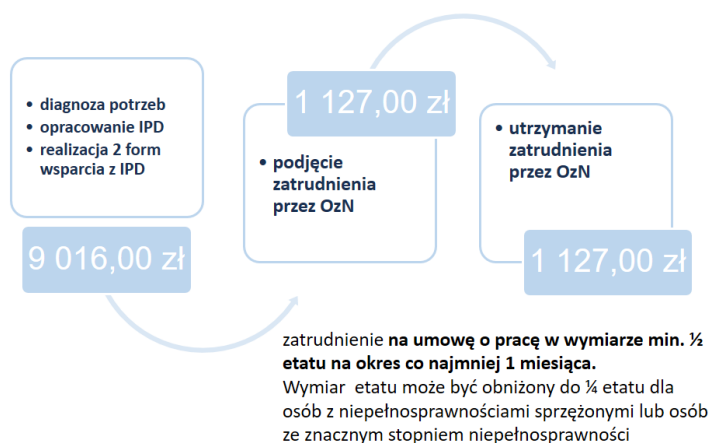 • diagnoza potrzeb
• opracowanie IPD
• realizacja 2 form
wsparcia z IPD
9 016,00 zł
1 127,00 zł
• podjęcie
zatrudnienia
przez OzN
• utrzymanie
zatrudnienia
przez OzN
1 127,00 zł
zatrudnienie na umowę o pracę w wymiarze min. ½
etatu na okres co najmniej 1 miesiąca.
Wymiar etatu może być obniżony do ¼ etatu dla
osób z niepełnosprawnościami sprzężonymi lub osób
ze znacznym stopniem niepełnosprawności